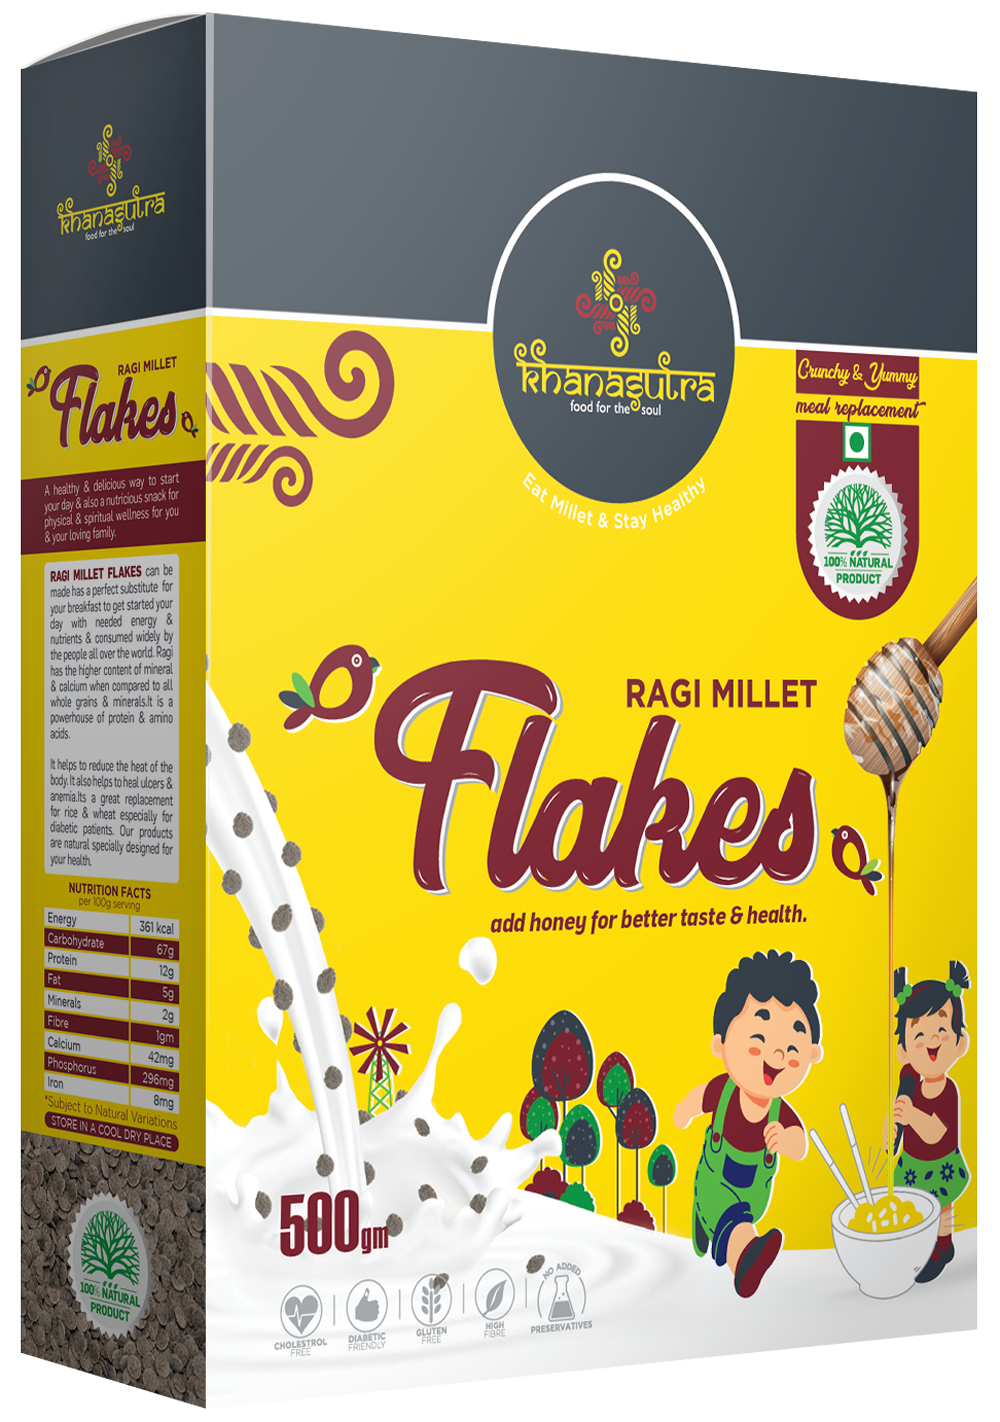 khanasutra
food for the soul
RAGI MILLET
Flakes
A healthy & delicious way to start
your day & also a nutricious snack for
physical & spiritual wellness for you
& your loving family.
RAGI MILLET FLAKES can be
made has a perfect substitute for
your breakfast to get started your
day with needed energy &
nutrients & consumed widely by
the people all over the world. Ragi
has the higher content of mineral
& calcium when compared to all
whole grains & minerals.It is a
powerhouse of protein & amino
acids.
It helps to reduce the heat of the
body. It also helps to heal ulcers &
anemia.Its a great replacement
for rice & wheat especially for
diabetic patients. Our products
are natural specially designed for
your health.
NUTRITION FACTS
per 100g serving
Energy 361 kcal
Carbohydrate 67g
Protein 12g
Fat 5g
Minerals 2g
Fibre 1gm
Calcium 42mg
Phosphorus 296mg
Iron 8mg
*Subject to Natural Variations
STORE IN A COOL DRY PLACE
100% NATURAL
PRODUCT
khanasutra
food for the soul
Eat Millet & Stay Healthy
Crunchy & Yummy
meal replacement
100% NATURAL
PRODUCT
RAGI MILLET
Flakes
add honey for better taste & health.
500gm
CHOLESTROL
FREE
DIABETIC
FRIENDLY
GLUTEN
FREE
HIGH
FIBRE
NO ADDED
PRESERVATIVES